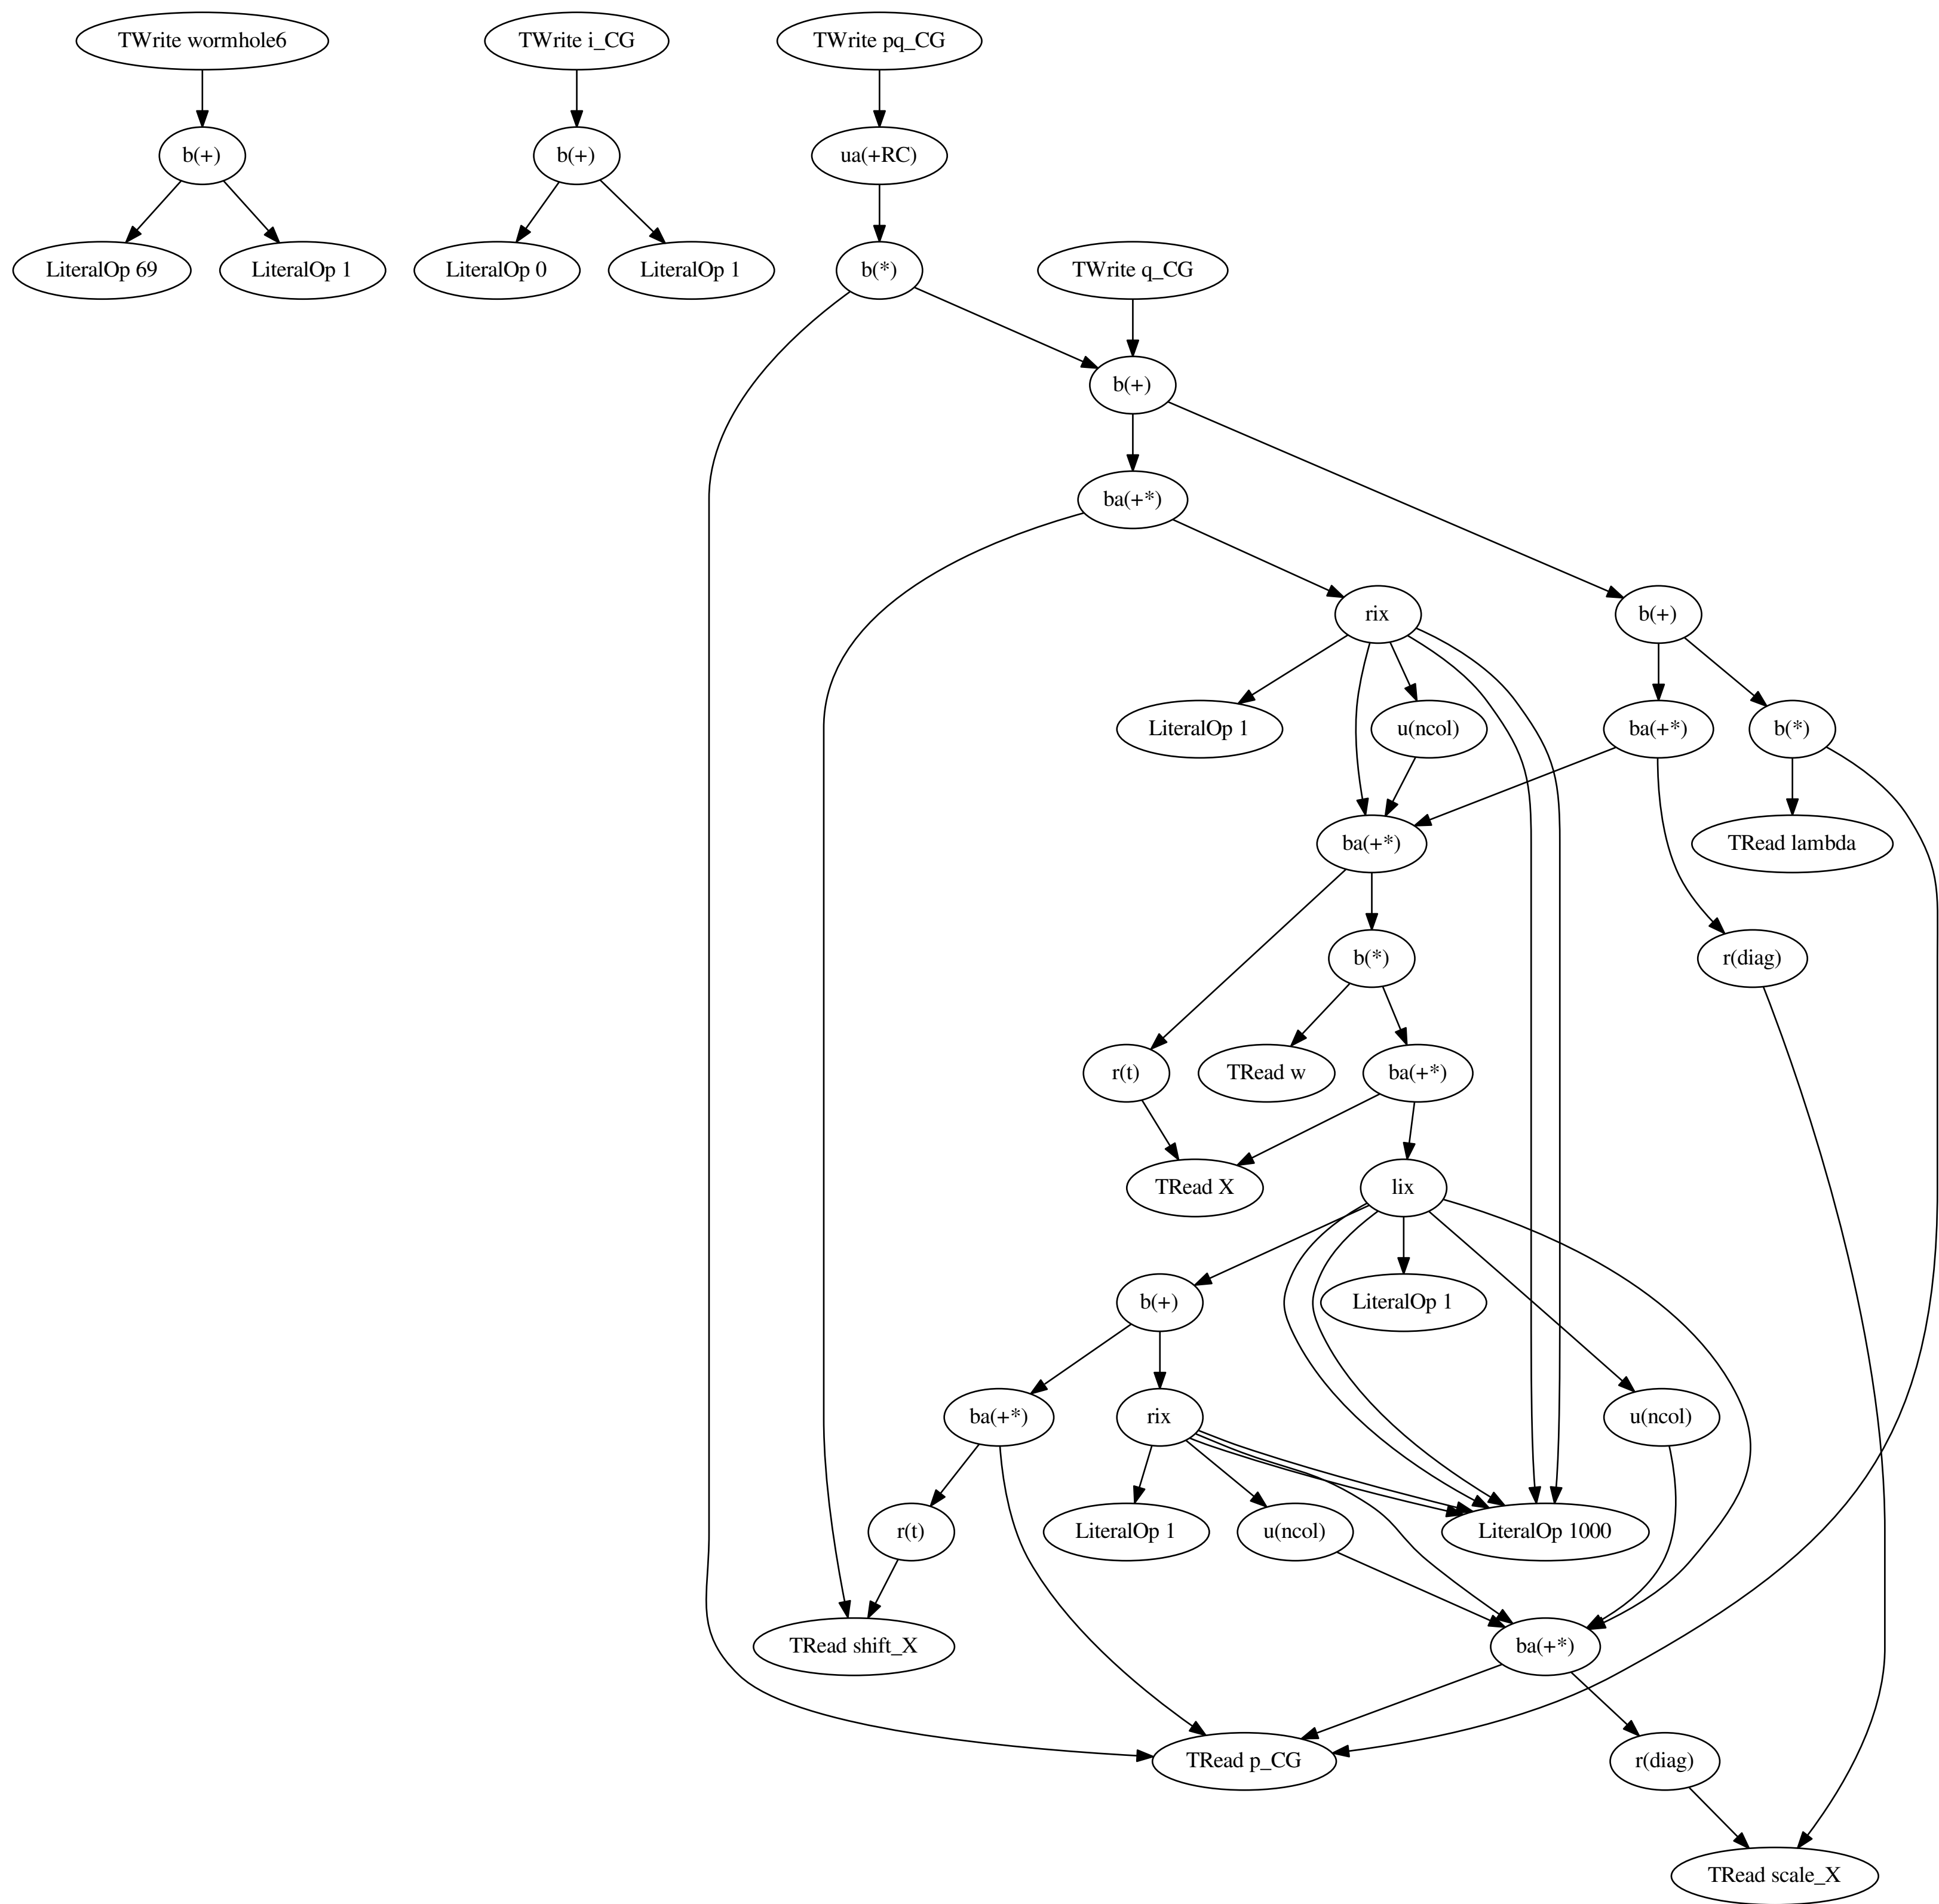 TWrite wormhole6
TWrite i_CG
TWrite pq_CG
b(+)
b(+)
ua(+RC)
LiteralOp 69
LiteralOp 1
LiteralOp 0
LiteralOp 1
b(*)
TWrite q_CG
b(+)
ba(+*)
rix
b(+)
LiteralOp 1
u(ncol)
ba(+*)
b(*)
ba(+*)
TRead lambda
b(*)
r(diag)
r(t)
TRead w
ba(+*)
TRead X
lix
b(+)
LiteralOp 1
ba(+*)
rix
u(ncol)
r(t)
LiteralOp 1
u(ncol)
LiteralOp 1000
TRead shift_X
ba(+*)
TRead p_CG
r(diag)
TRead scale_X